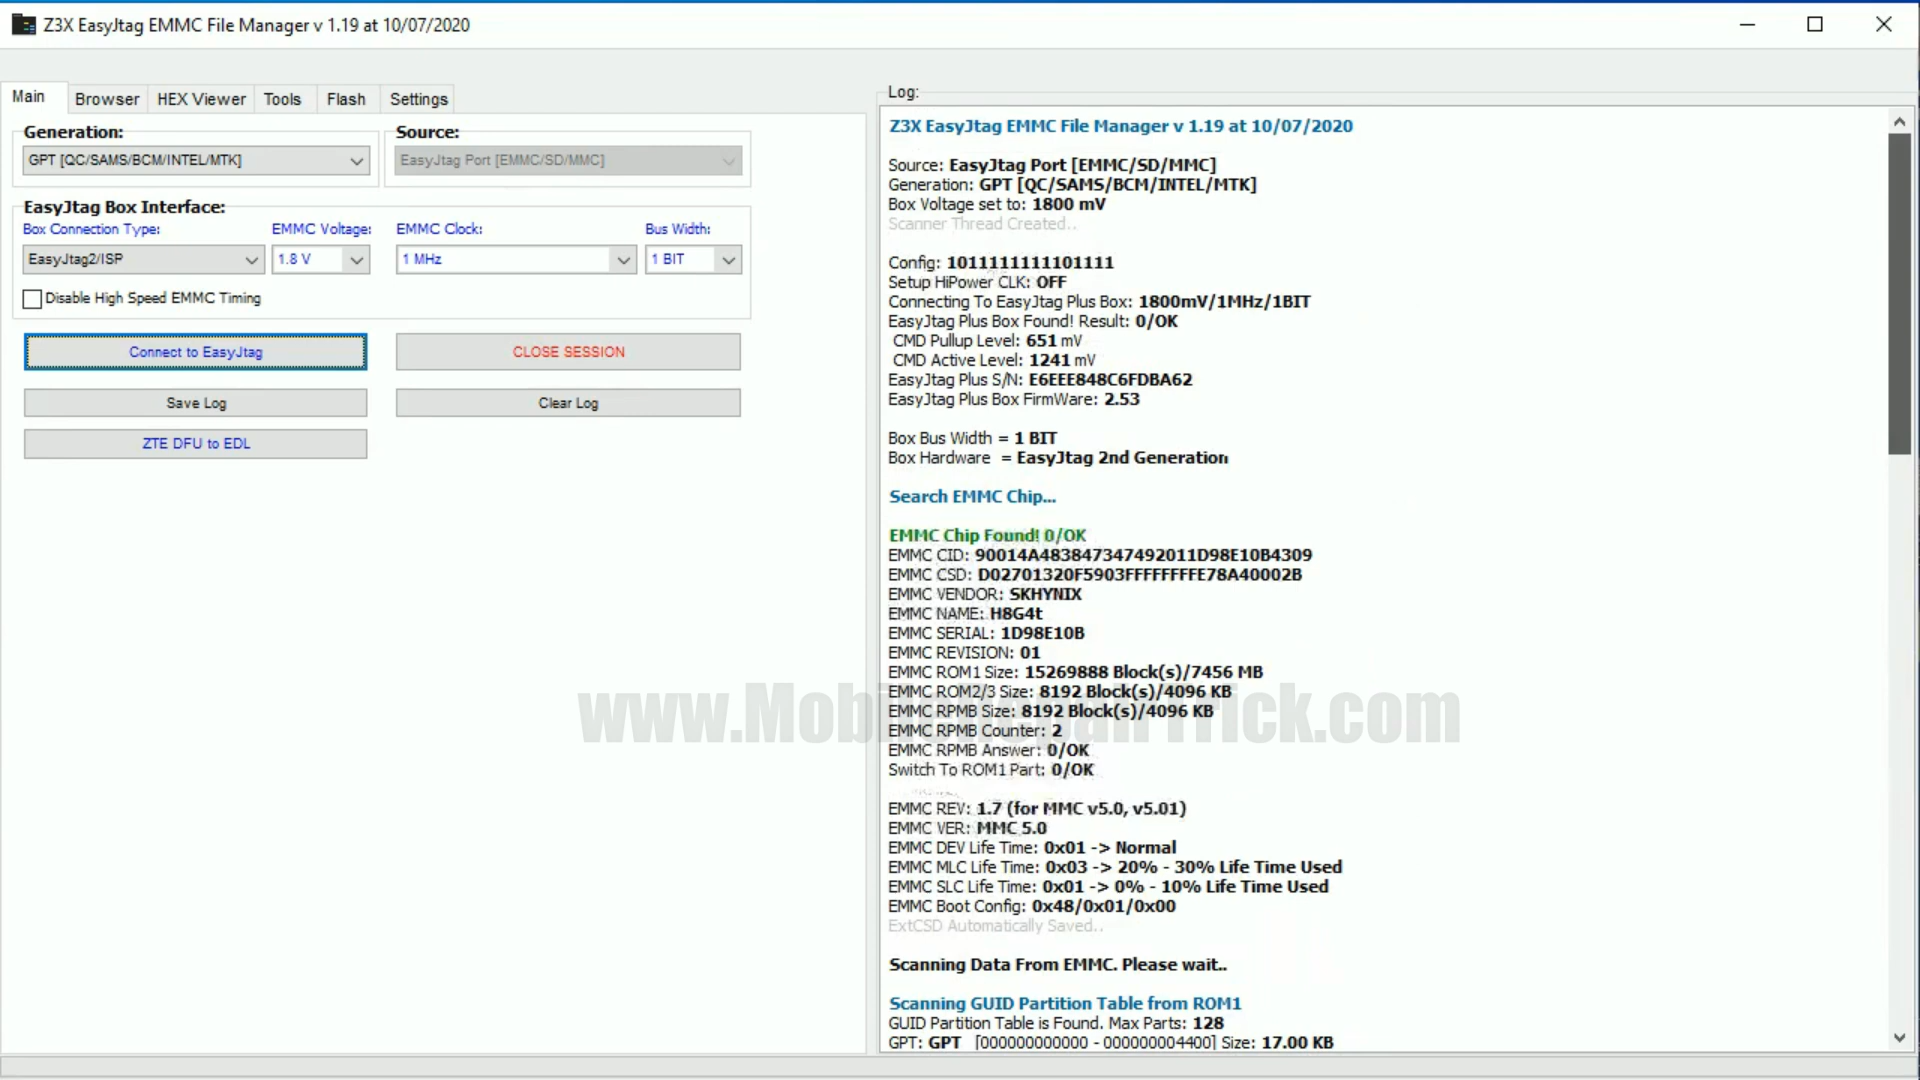 Z3X EasyJtag EMMC File Manager v 1.19 at 10/07/2020
Main
Browser
HEX Viewer
Tools
Flash
Settings
Generation:
Source:
GPT [QC/SAMS/BCM/INTEL/MTK]
EasyJtag Port [EMMC/SD/MMC]
EasyJtag Box Interface:
Box Connection Type:
EMMC Voltage:
EMMC Clock:
Bus Width:
EasyJtag2/ISP
1.8 V
1 MHz
1 BIT
Disable High Speed EMMC Timing
Connect to EasyJtag
CLOSE SESSION
Save Log
Clear Log
ZTE DFU to EDL
Log:
Z3X EasyJtag EMMC File Manager v 1.19 at 10/07/2020
Source: EasyJtag Port [EMMC/SD/MMC]
Generation: GPT [QC/SAMS/BCM/INTEL/MTK]
Box Voltage set to: 1800 mV
Scanner Thread Created..
Config: 1011111111101111
Setup HiPower CLK: OFF
Connecting To EasyJtag Plus Box: 1800mV/1MHz/1BIT
EasyJtag Plus Box Found! Result: 0/OK
CMD Pullup Level: 651 mV
CMD Active Level: 1241 mV
EasyJtag Plus S/N: E6EEE848C6FDBA62
EasyJtag Plus Box FirmWare: 2.53
Box Bus Width = 1 BIT
Box Hardware = EasyJtag 2nd Generation
Search EMMC Chip...
EMMC Chip Found! 0/OK
EMMC CID: 90014A483847347492011D98E10B4309
EMMC CSD: D02701320F5903FFFFFFFFE78A40002B
EMMC VENDOR: SKHYNIX
EMMC NAME: H8G4t
EMMC SERIAL: 1D98E10B
EMMC REVISION: 01
EMMC ROM1 Size: 15269888 Block(s)/7456 MB
EMMC ROM2/3 Size: 8192 Block(s)/4096 KB
EMMC RPMB Size: 8192 Block(s)/4096 KB
EMMC RPMB Counter: 2
EMMC RPMB Answer: 0/OK
Switch To ROM1 Part: 0/OK
EMMC REV: 1.7 (for MMC v5.0, v5.01)
EMMC VER: MMC 5.0
EMMC DEV Life Time: 0x01 -> Normal
EMMC MLC Life Time: 0x03 -> 20% - 30% Life Time Used
EMMC SLC Life Time: 0x01 -> 0% - 10% Life Time Used
EMMC Boot Config: 0x48/0x01/0x00
ExtCSD Automatically Saved..
Scanning Data From EMMC. Please wait..
Scanning GUID Partition Table from ROM1
GUID Partition Table is Found. Max Parts: 128
GPT: GPT [000000000000 - 000000004400] Size: 17.00 KB
www.MobileRepairTrick.com